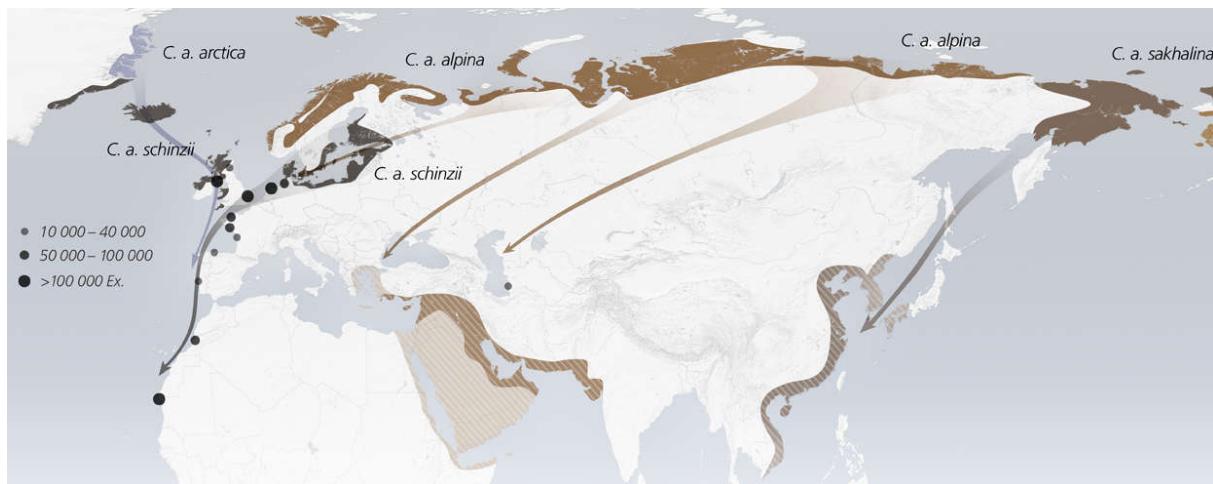 C. a. arctica
C. a. alpina
C. a. alpina
C. a. sakhalina
C. a. schinzii
C. a. schinzii
10 000 – 40 000
50 000 – 100 000
>100 000 Ex.